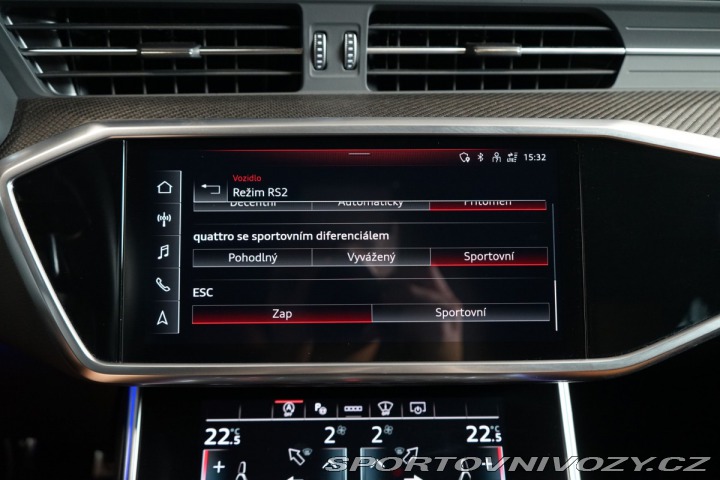 15:32
Vozidlo
Režim RS2
Decentní Automatický Přítomen
quattro se sportovním diferenciálem
Pohodlný Vyvážený Sportovní
ESC
Zap Sportovní
22.5 °C 2 2 22.5 °C
+ +
SPORTOVNIVOZY.CZ